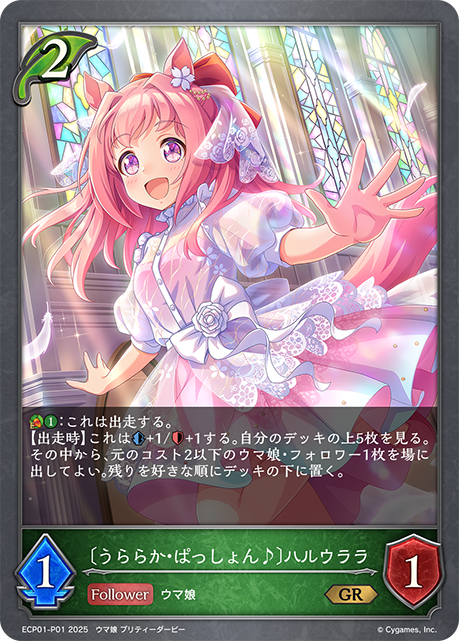 2
1：これは出走する。
【出走時】これは+1/+1する。自分のデッキの上5枚を見る。
その中から、元のコスト2以下のウマ娘・フォロワー1枚を場に
出してよい。残りを好きな順にデッキの下に置く。
〔うららか・ぱっしょん♪〕ハルウララ
1
Follower
ウマ娘
GR
1
ECP01-P01 2025 ウマ娘 プリティーダービー
© Cygames, Inc.